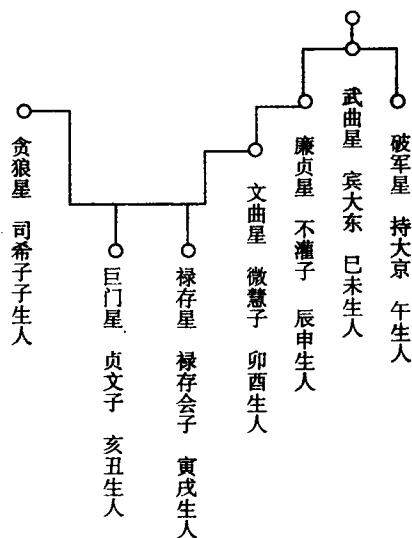 贪狼星 司希子子生人
巨门星 贞文子 亥丑生人
禄存星 禄存会子 寅戌生人
文曲星 微慧子 卯酉生人
廉贞星 不灌子 辰申生人
武曲星 宾大东 巳未生人
破军星 持大京 午生人